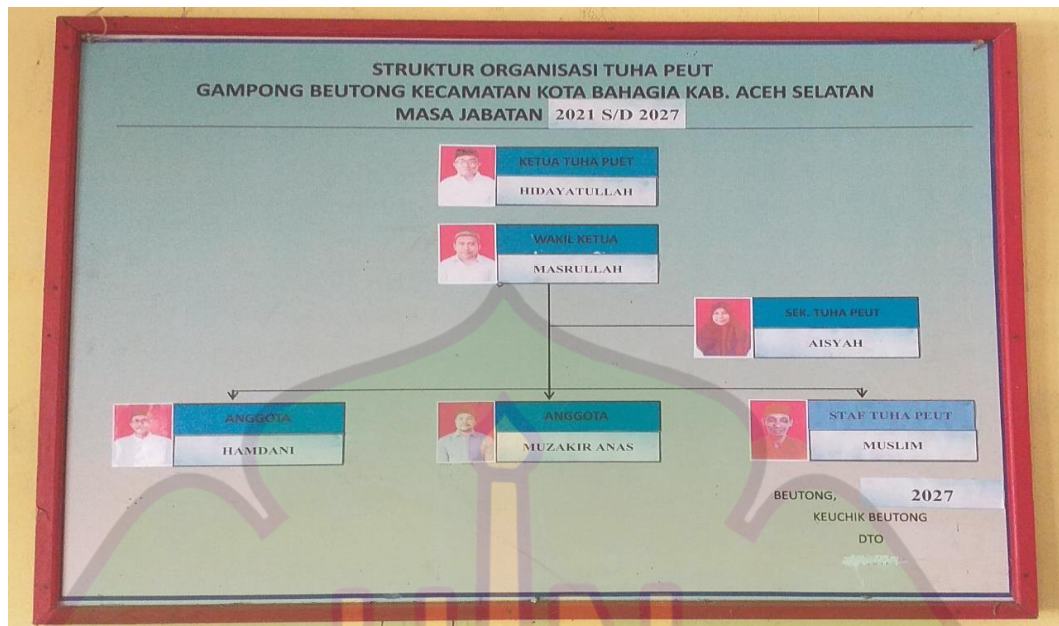 STRUKTUR ORGANISASI TUHA PEUT
GAMPONG BEUTONG KECAMATAN KOTA BAHAGIA KAB. ACEH SELATAN
MASA JABATAN 2021 S/D 2027
KETUA TUHA PUET
HIDAYATULLAH
WAKIL KETUA
MASRULLAH
SEK. TUHA PEUT
AISYAH
ANGGOTA
HAMDANI
ANGGOTA
MUZAKIR ANAS
STAF TUHA PEUT
MUSLIM
BEUTONG, 2027
KEUCHIK BEUTONG
DTO